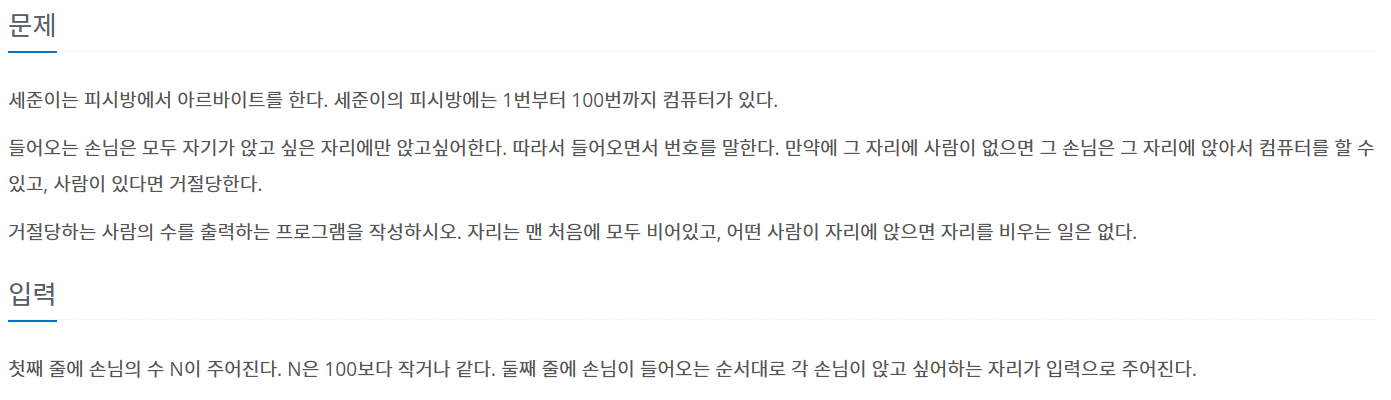 문제
세준이는 피시방에서 아르바이트를 한다. 세준이의 피시방에는 1번부터 100번까지 컴퓨터가 있다.
들어오는 손님은 모두 자기가 앉고 싶은 자리에만 앉고싶어한다. 따라서 들어오면서 번호를 말한다. 만약에 그 자리에 사람이 없으면 그 손님은 그 자리에 앉아서 컴퓨터를 할 수
있고, 사람이 있다면 거절당한다.
거절당하는 사람의 수를 출력하는 프로그램을 작성하시오. 자리는 맨 처음에 모두 비어있고, 어떤 사람이 자리에 앉으면 자리를 비우는 일은 없다.
입력
첫째 줄에 손님의 수 N이 주어진다. N은 100보다 작거나 같다. 둘째 줄에 손님이 들어오는 순서대로 각 손님이 앉고 싶어하는 자리가 입력으로 주어진다.